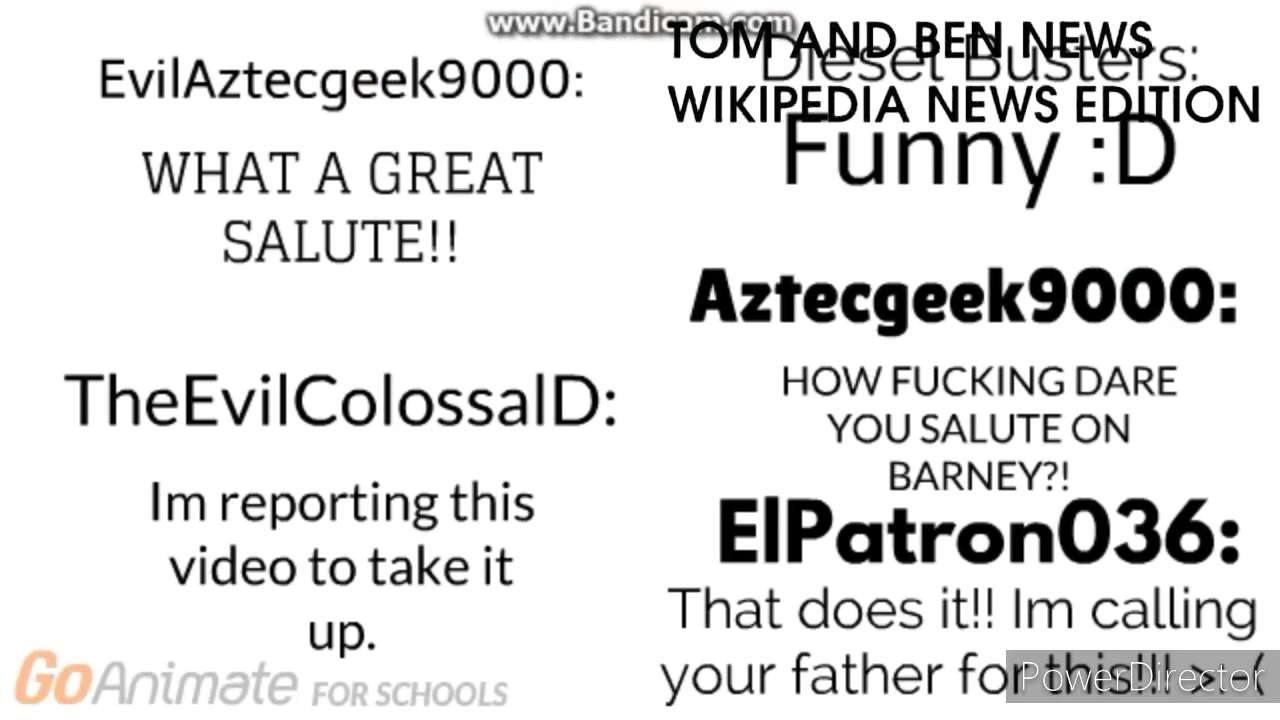 www.Bandicam.com
TOM AND BEN NEWS
WIKIPEDIA NEWS EDITION
EvilAztecgeek9000:
WHAT A GREAT
SALUTE!!
TheEvilColossalD:
Im reporting this
video to take it
up.
Diesel Busters:
Funny :D
Aztecgeek9000:
HOW FUCKING DARE
YOU SALUTE ON
BARNEY?!
ElPatron036:
That does it!! Im calling
your father for this!!! >:-(
GoAnimate FOR SCHOOLS
PowerDirector